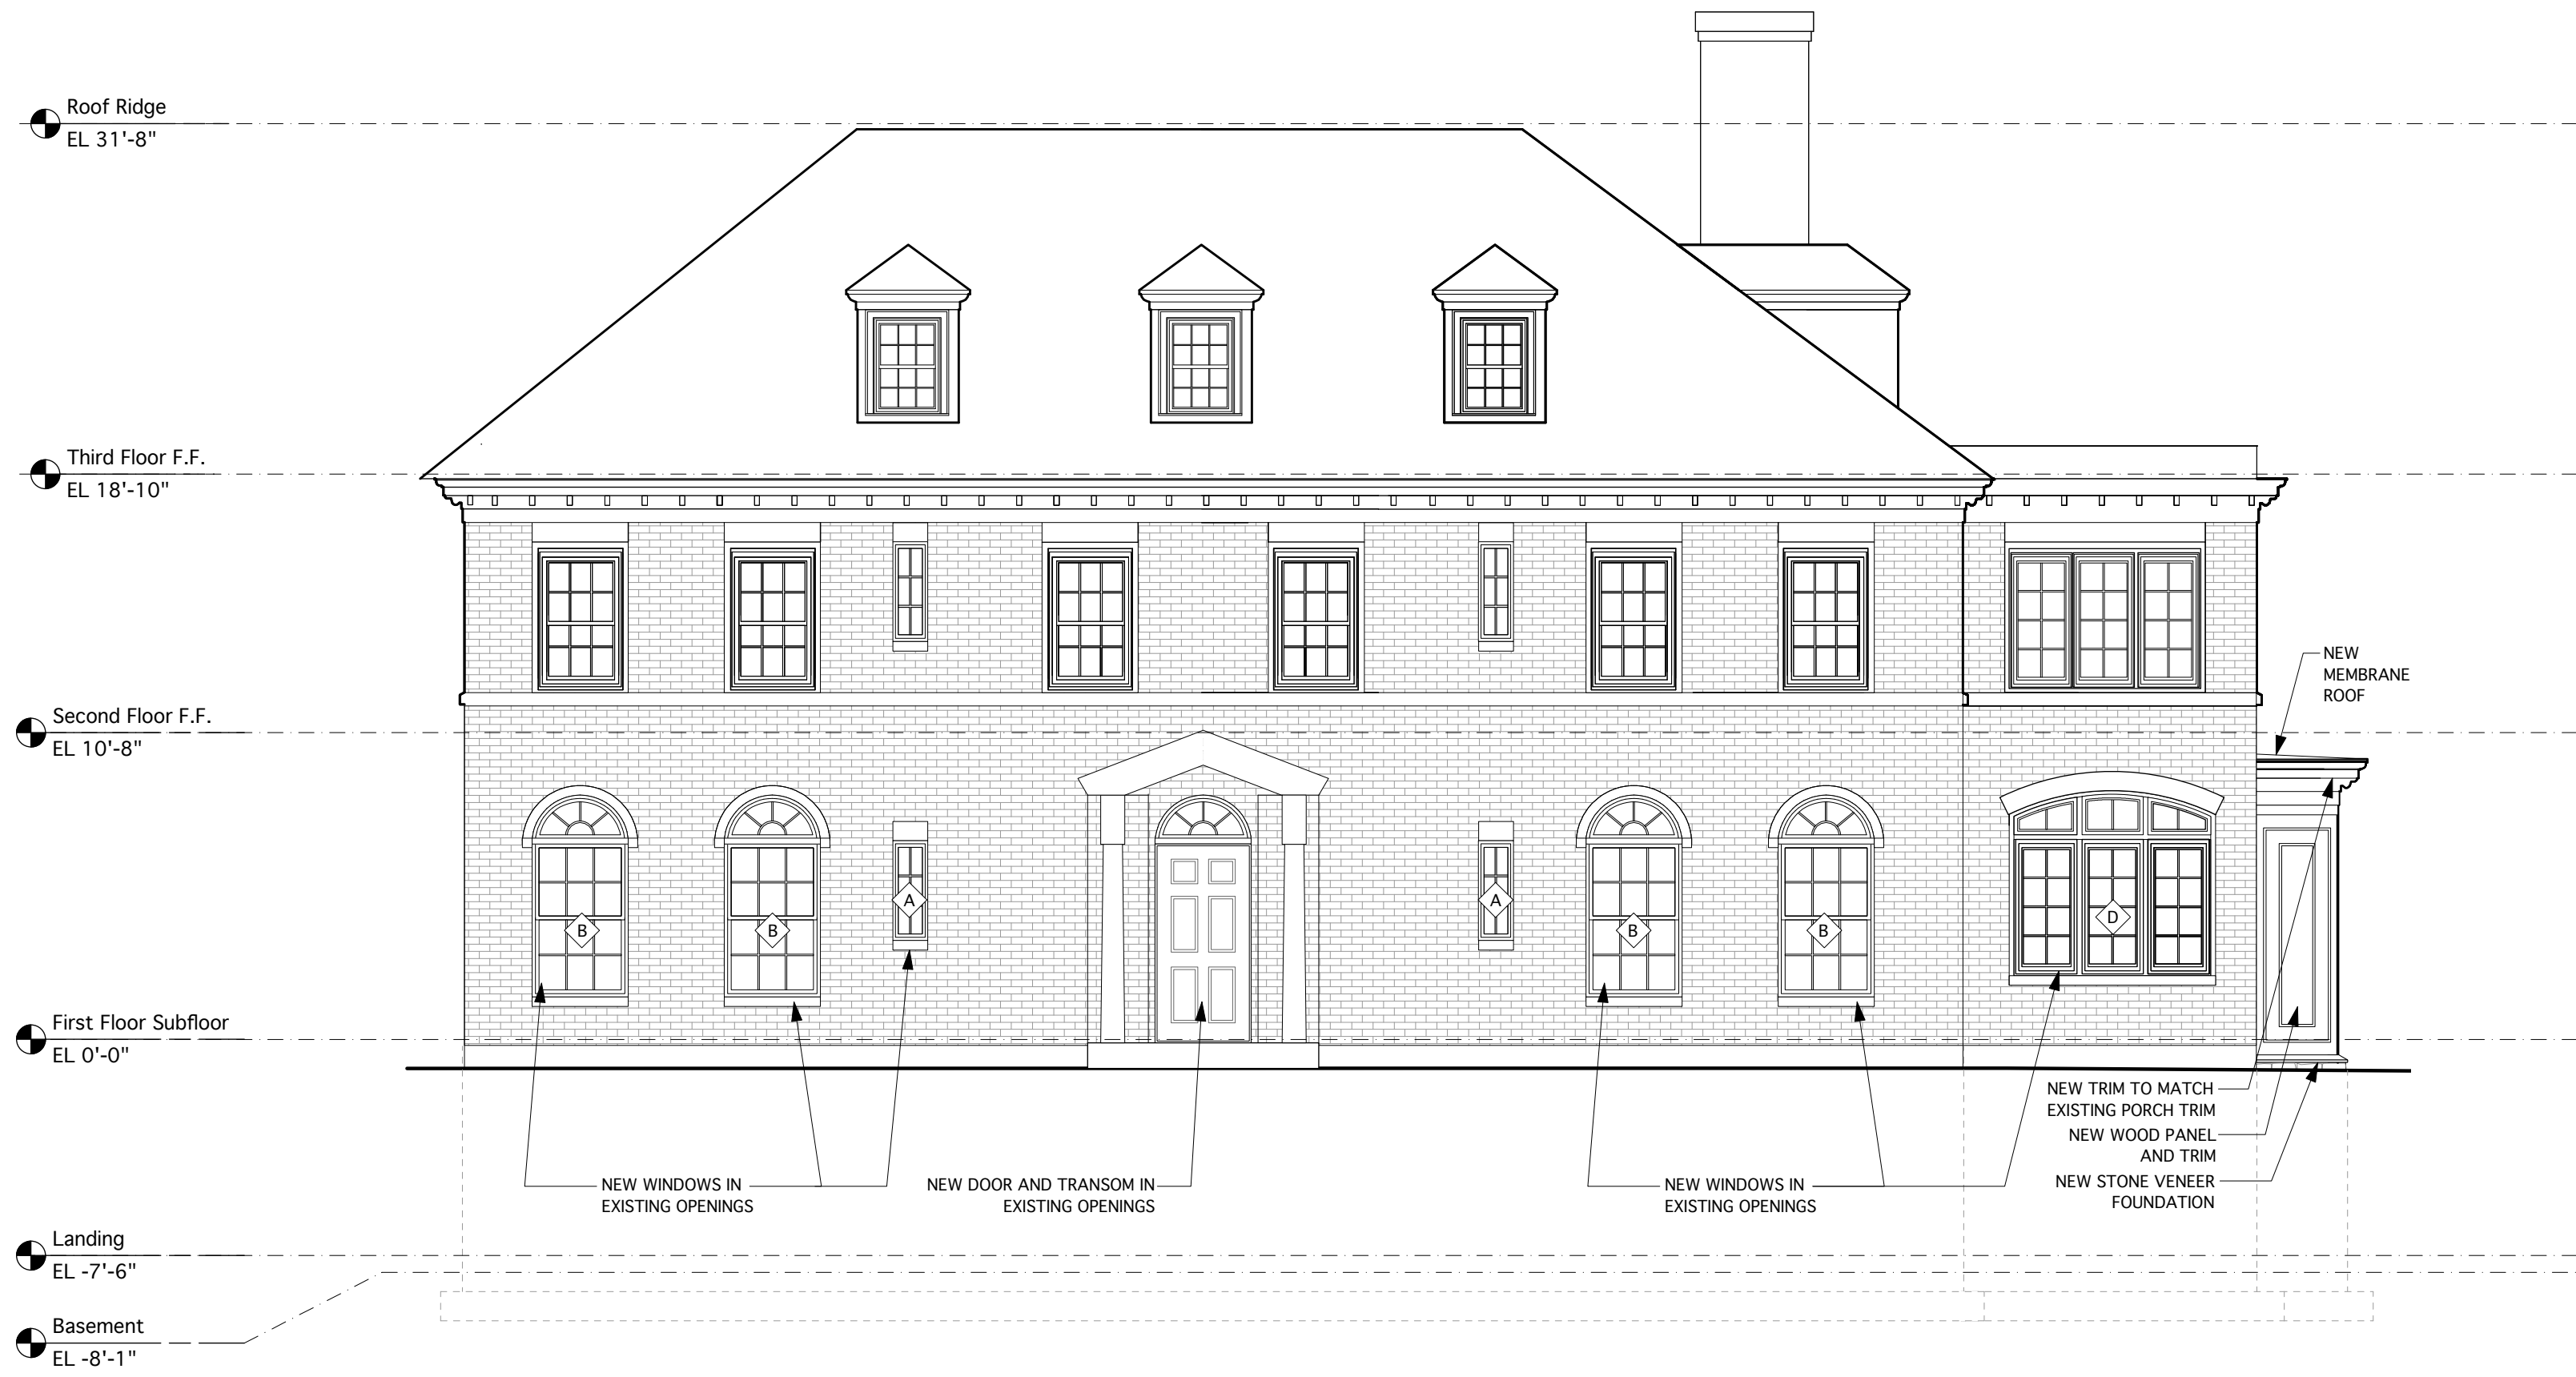 Roof Ridge
EL 31'-8"
Third Floor F.F.
EL 18'-10"
NEW
MEMBRANE
ROOF
Second Floor F.F.
EL 10'-8"
A
A
D
B
B
B
B
First Floor Subfloor
EL 0'-0"
NEW TRIM TO MATCH
EXISTING PORCH TRIM
NEW WOOD PANEL
AND TRIM
NEW STONE VENEER
FOUNDATION
NEW WINDOWS IN
EXISTING OPENINGS
NEW DOOR AND TRANSOM IN
EXISTING OPENINGS
NEW WINDOWS IN
EXISTING OPENINGS
Landing
EL -7'-6"
Basement
EL -8'-1"